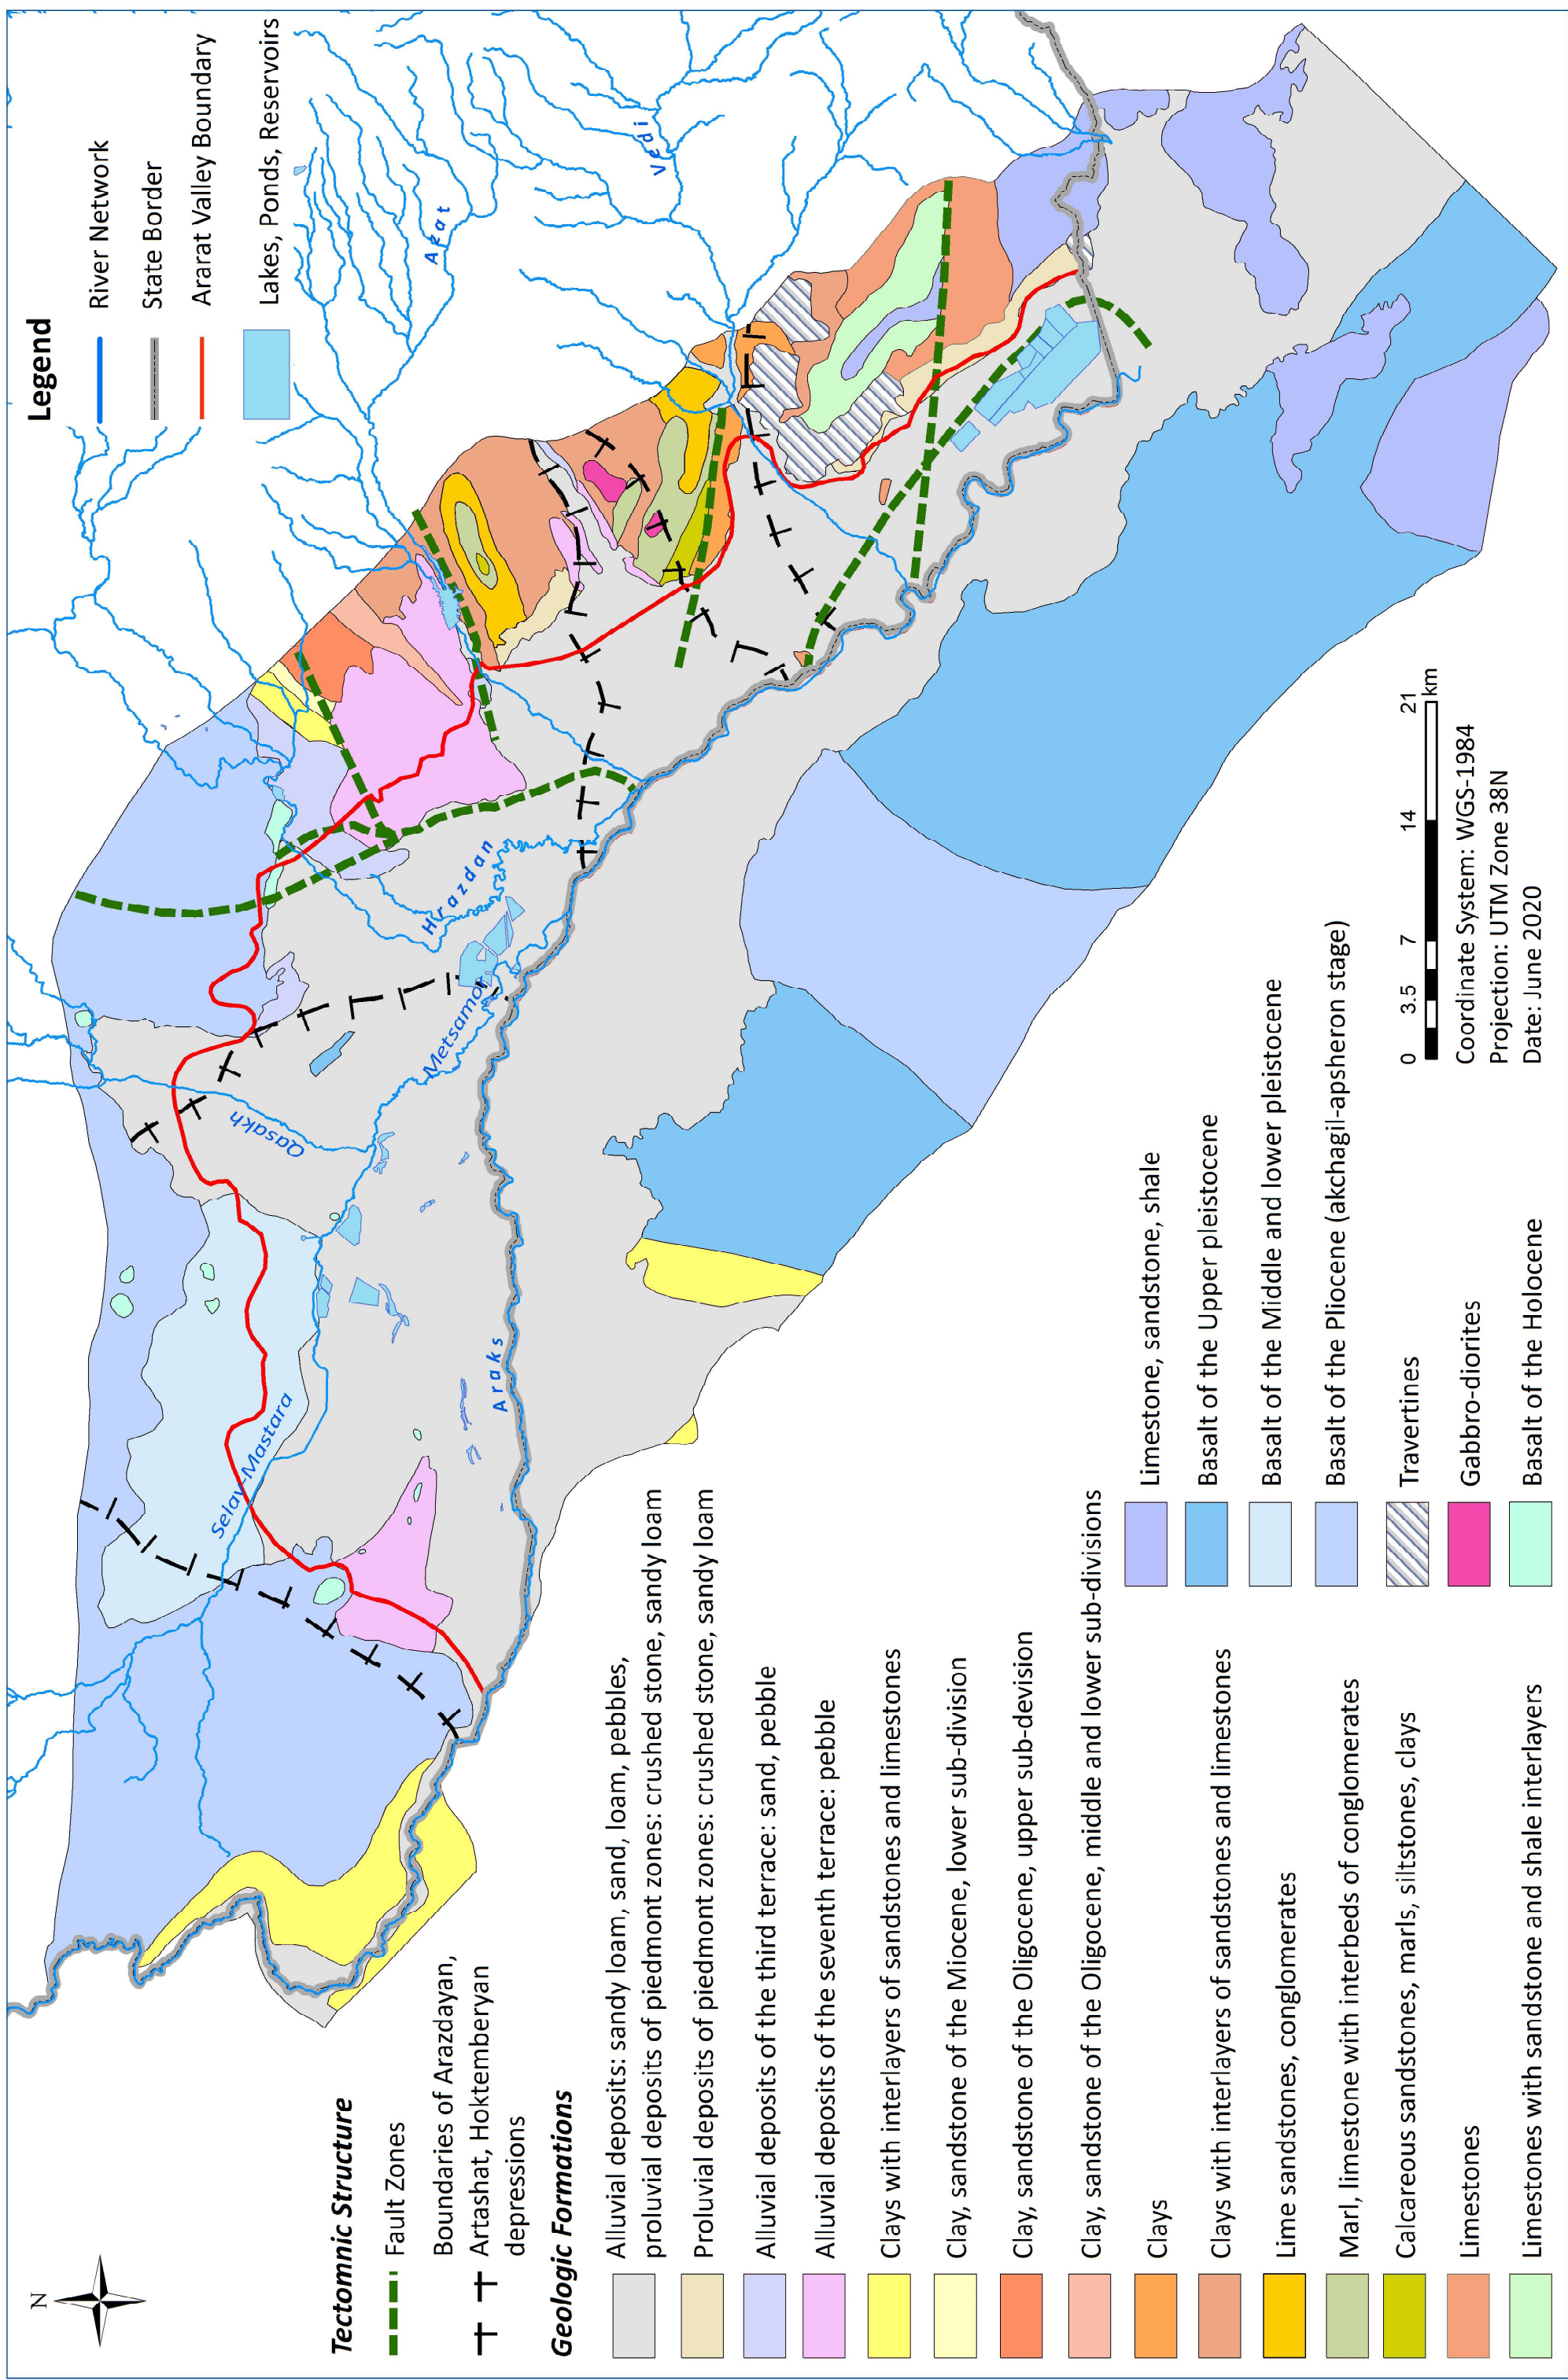 N
Legend
River Network
State Border
Ararat Valley Boundary
Lakes, Ponds, Reservoirs
Azat
Vedi
Hrazdan
Metsamor
Qasakh
Selav-Mastara
Araks
Tectomnic Structure
Fault Zones
Boundaries of Arazdayan,
Artashat, Hoktemberyan
depressions
Geologic Formations
Alluvial deposits: sandy loam, sand, loam, pebbles,
proluvial deposits of piedmont zones: crushed stone, sandy loam
Proluvial deposits of piedmont zones: crushed stone, sandy loam
Alluvial deposits of the third terrace: sand, pebble
Alluvial deposits of the seventh terrace: pebble
Clays with interlayers of sandstones and limestones
Clay, sandstone of the Miocene, lower sub-division
Clay, sandstone of the Oligocene, upper sub-devision
Clay, sandstone of the Oligocene, middle and lower sub-divisions
Clays
Clays with interlayers of sandstones and limestones
Lime sandstones, conglomerates
Marl, limestone with interbeds of conglomerates
Calcareous sandstones, marls, siltstones, clays
Limestones
Limestones with sandstone and shale interlayers
Limestone, sandstone, shale
Basalt of the Upper pleistocene
Basalt of the Middle and lower pleistocene
Basalt of the Pliocene (akchagil-apsheron stage)
Travertines
Gabbro-diorites
Basalt of the Holocene
0 3.5 7 14 21
km
Coordinate System: WGS-1984
Projection: UTM Zone 38N
Date: June 2020